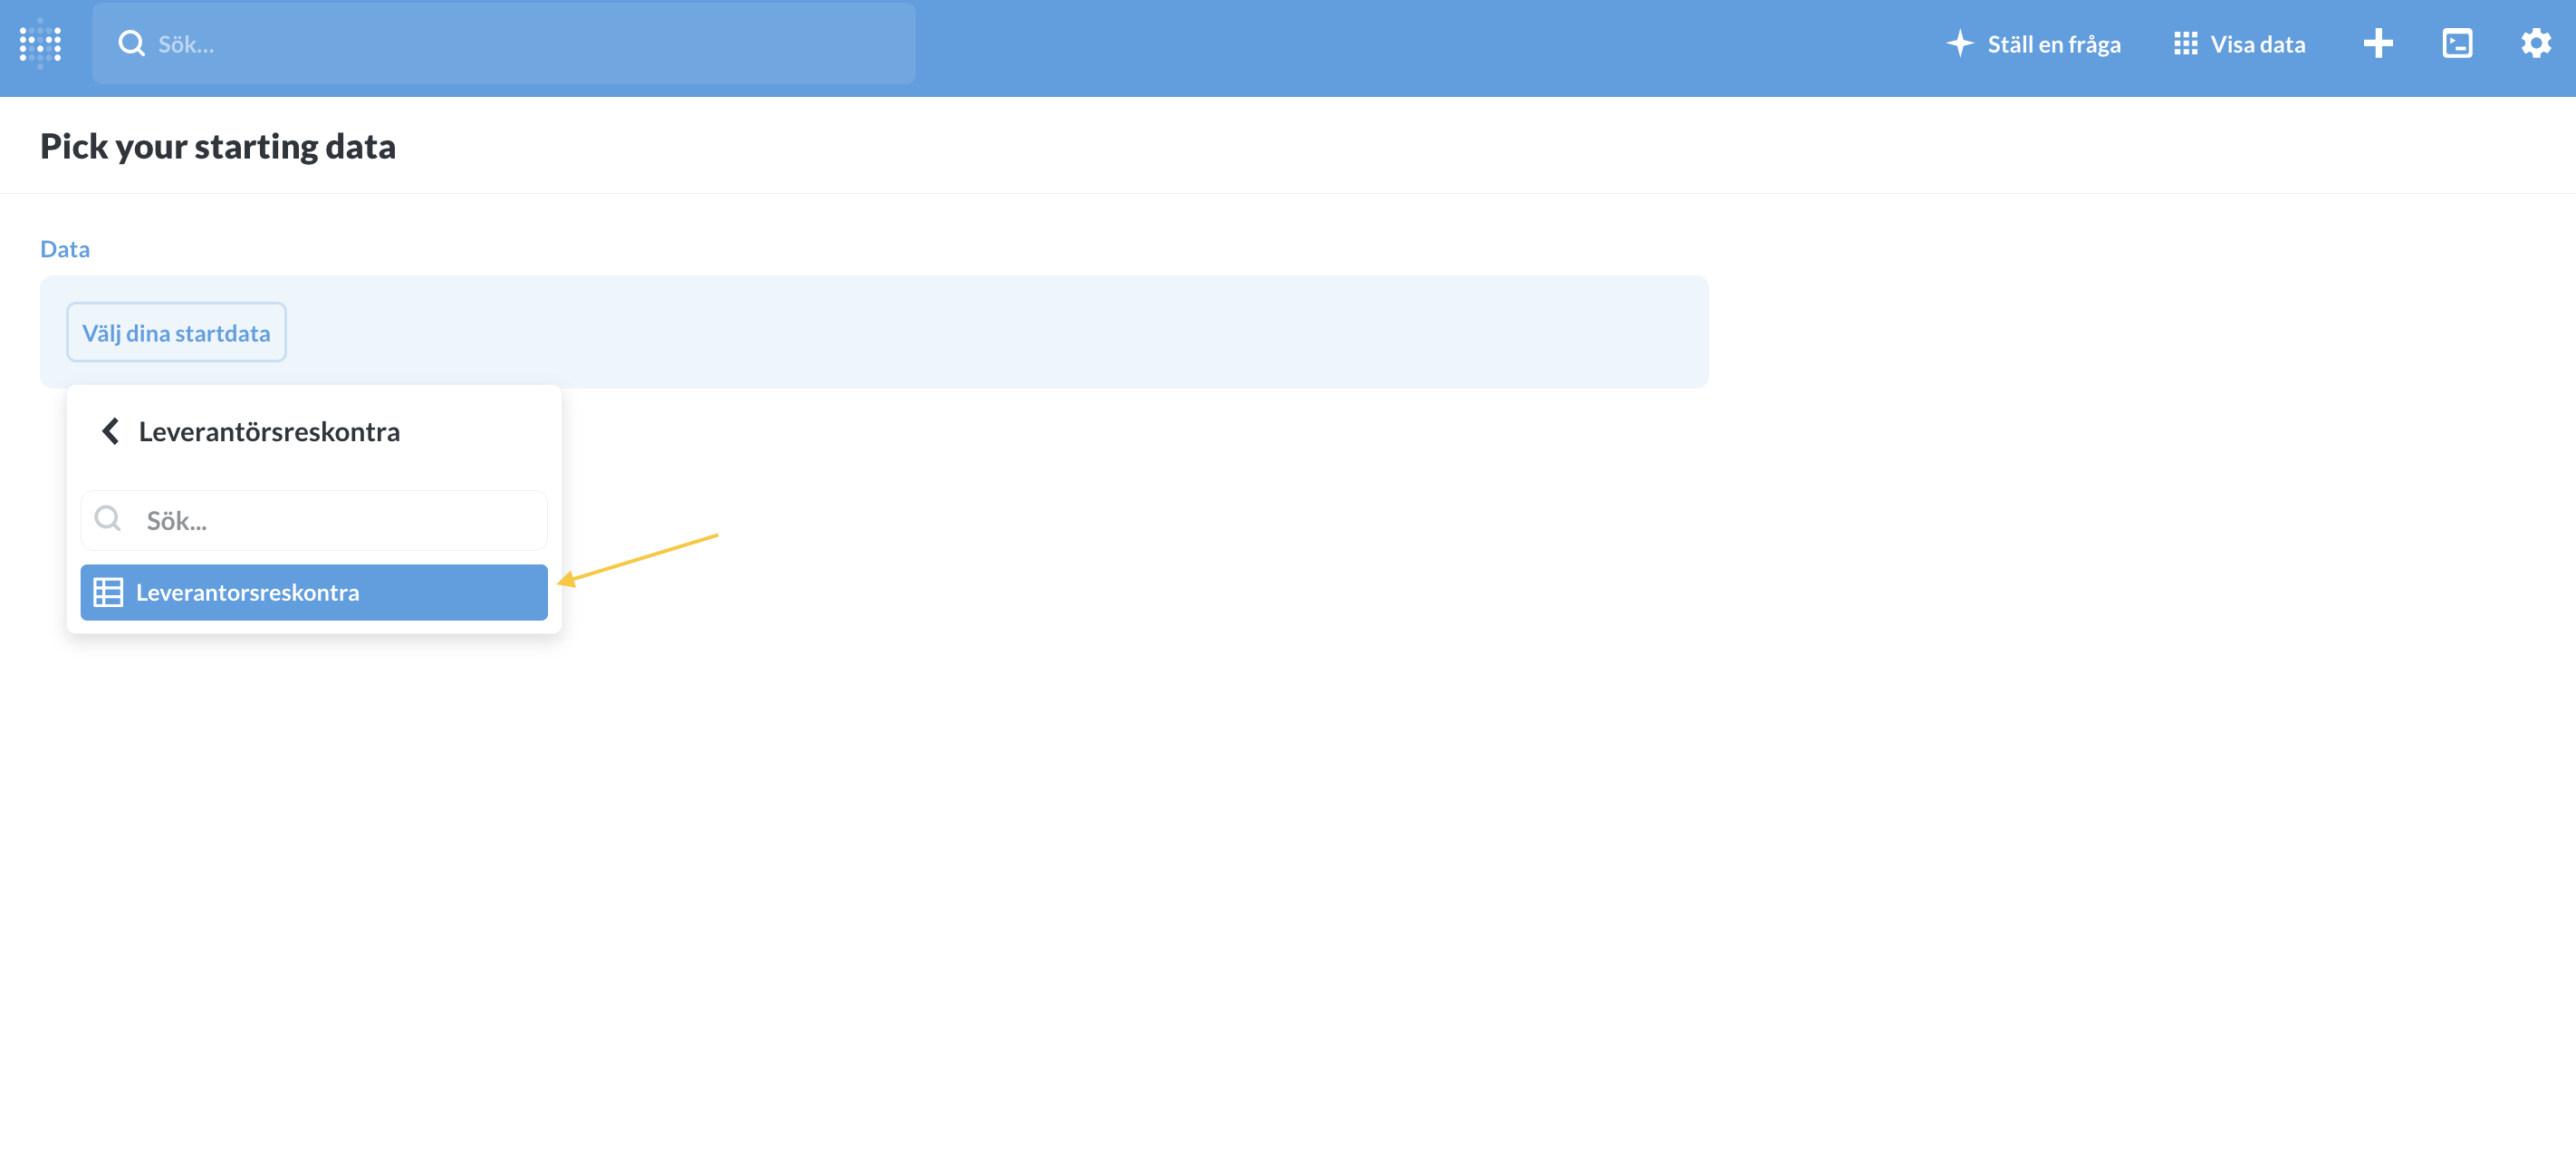 Sök...
Ställ en fråga
Visa data
Pick your starting data
Data
Välj dina startdata
Leverantörsreskontra
Sök...
Leverantorsreskontra